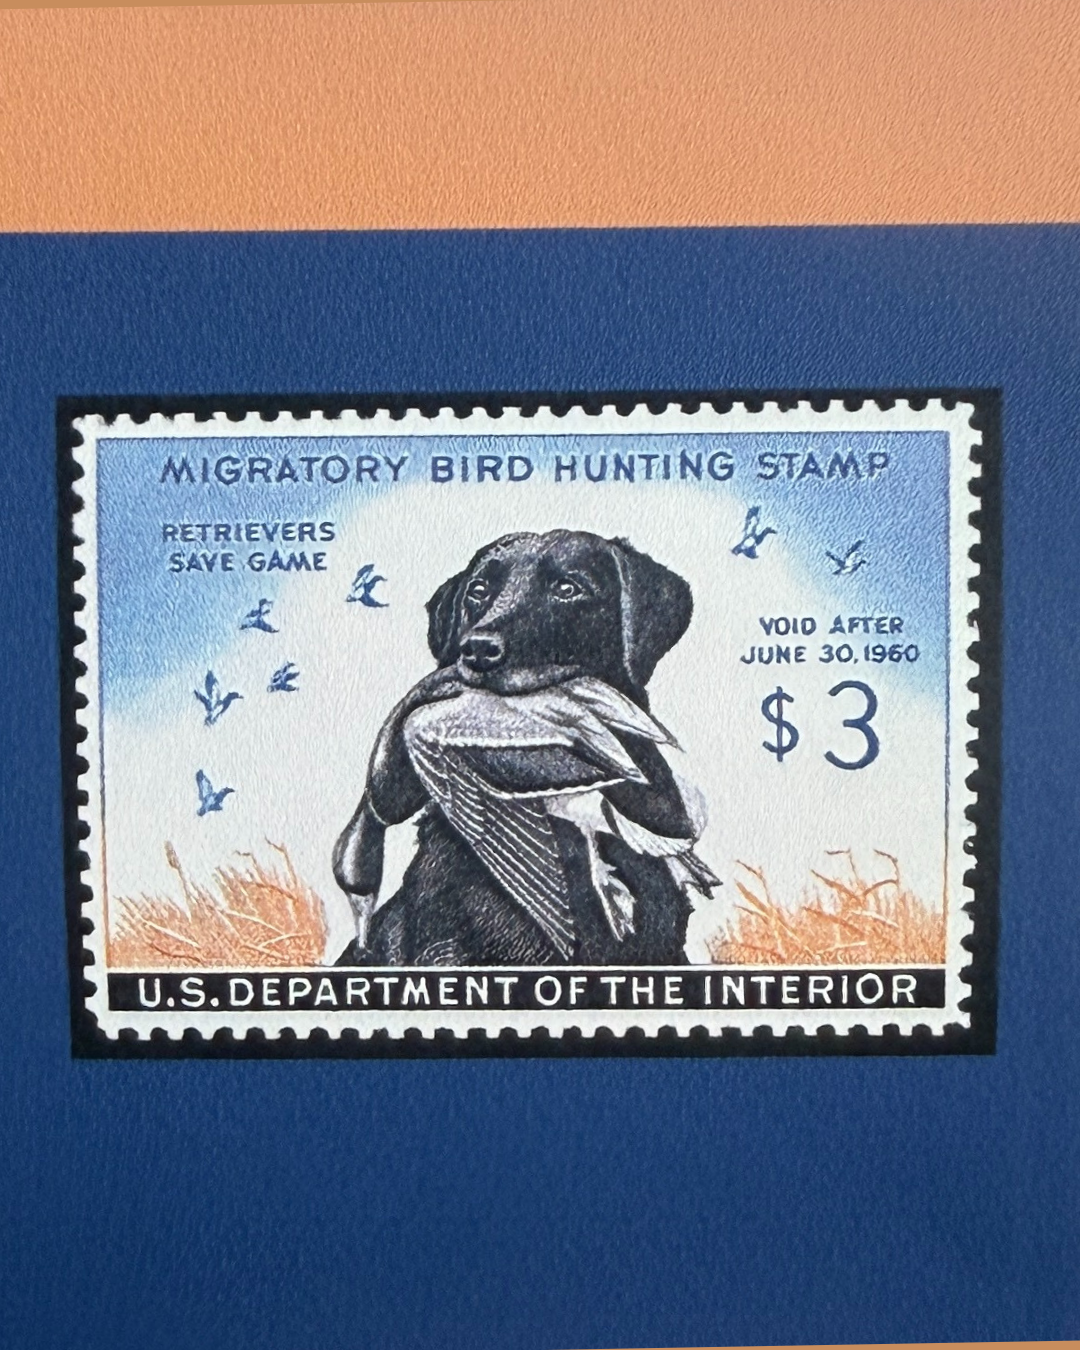 MIGRATORY BIRD HUNTING STAMP
RETRIEVERS
SAVE GAME
VOID AFTER
JUNE 30, 1960
$3
U.S. DEPARTMENT OF THE INTERIOR